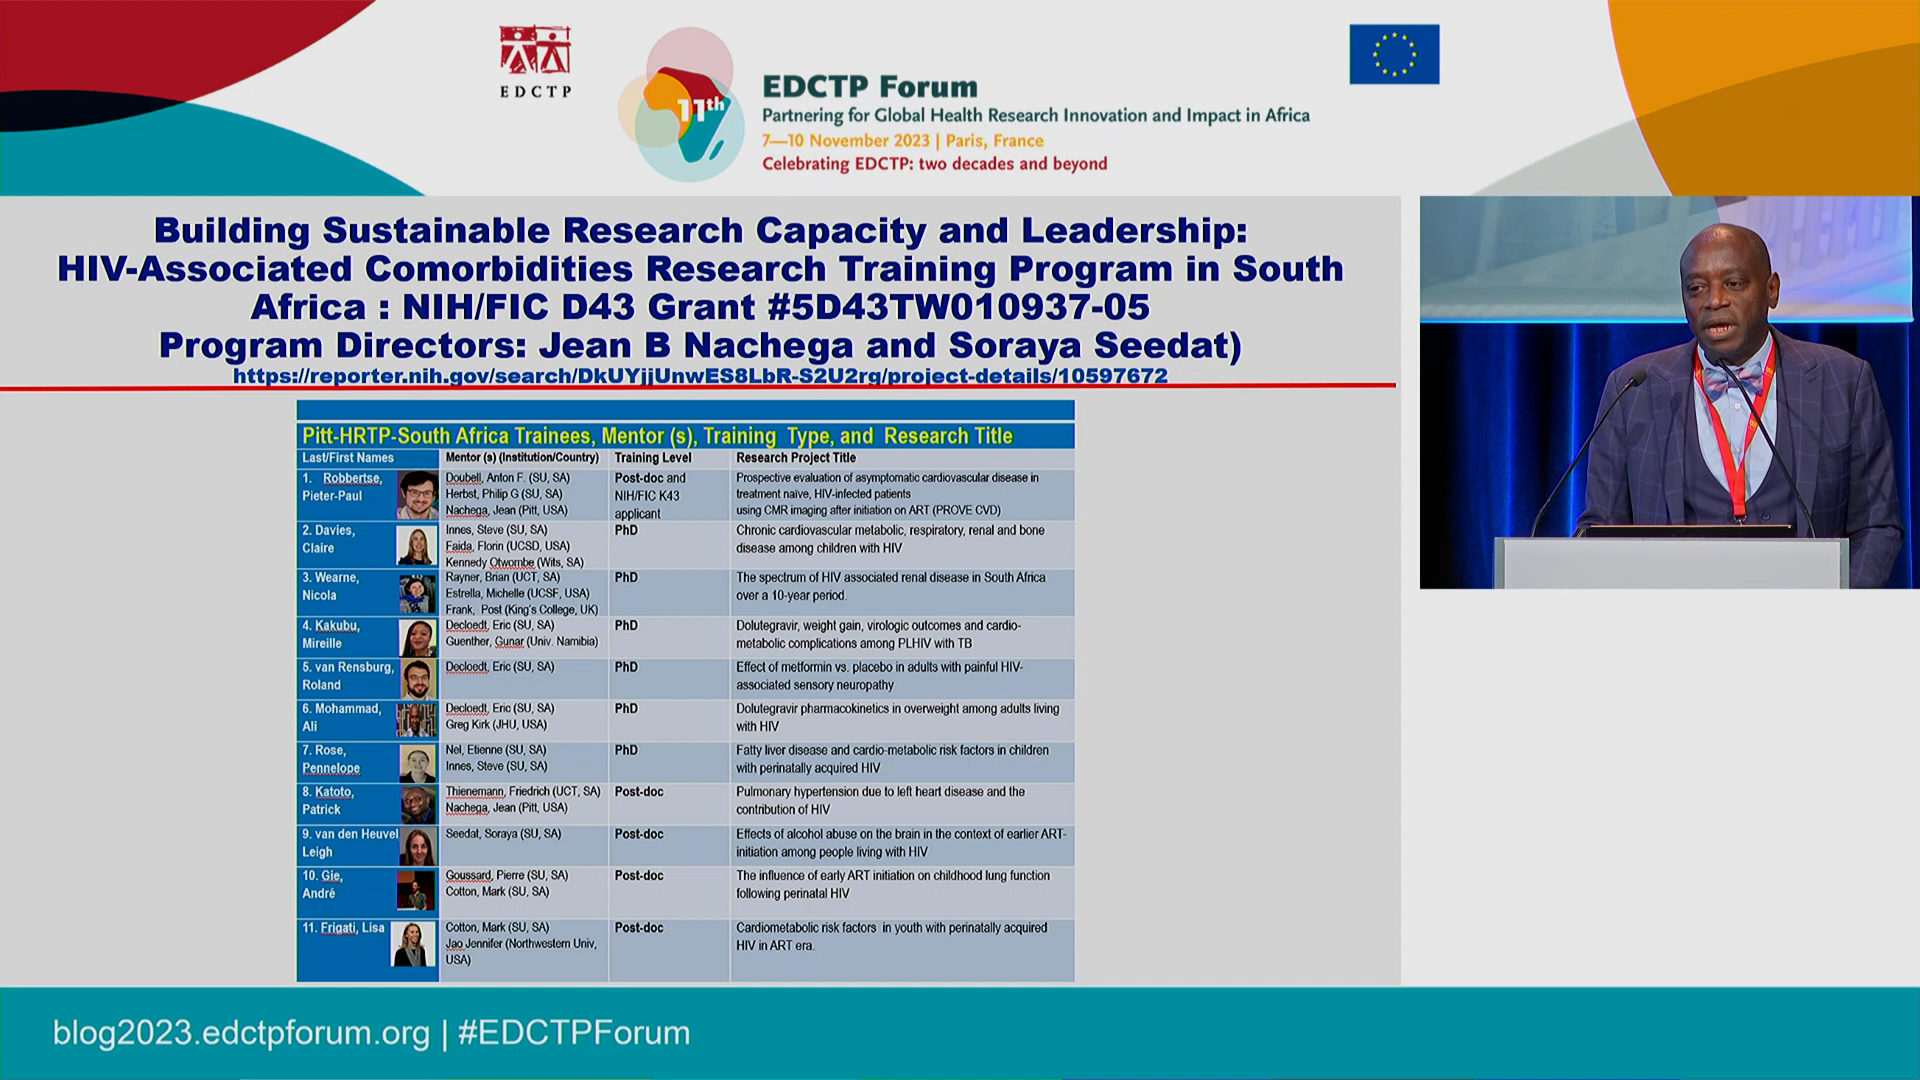 EDCTP
11th
EDCTP Forum
Partnering for Global Health Research Innovation and Impact in Africa
7—10 November 2023 | Paris, France
Celebrating EDCTP: two decades and beyond
Building Sustainable Research Capacity and Leadership:
HIV-Associated Comorbidities Research Training Program in South
Africa : NIH/FIC D43 Grant #5D43TW010937-05
Program Directors: Jean B Nachega and Soraya Seedat)
https://reporter.nih.gov/search/DkUYjjUnwES8LbR-S2U2rg/project-details/10597672
Pitt-HRTP-South Africa Trainees, Mentor (s), Training Type, and Research Title
Last/First Names Mentor (s) (Institution/Country) Training Level Research Project Title
1. Robbertse,
Pieter-Paul
Doubell, Anton F. (SU, SA)
Herbst, Philip G (SU, SA)
Nachega, Jean (Pitt, USA)
Post-doc and
NIH/FIC K43
applicant
Prospective evaluation of asymptomatic cardiovascular disease in
treatment naïve, HIV-infected patients
using CMR imaging after initiation on ART (PROVE CVD)
2. Davies,
Claire
Innes, Steve (SU, SA)
Faida, Florin (UCSD, USA)
Kennedy Otwombe (Wits, SA)
PhD
Chronic cardiovascular metabolic, respiratory, renal and bone
disease among children with HIV
3. Wearne,
Nicola
Rayner, Brian (UCT, SA)
Estrella, Michelle (UCSF, USA)
Frank, Post (King's College, UK)
PhD
The spectrum of HIV associated renal disease in South Africa
over a 10-year period.
4. Kakubu,
Mireille
Decloedt, Eric (SU, SA)
Guenther, Gunar (Univ. Namibia)
PhD
Dolutegravir, weight gain, virologic outcomes and cardio-
metabolic complications among PLHIV with TB
5. van Rensburg,
Roland
Decloedt, Eric (SU, SA)
PhD
Effect of metformin vs. placebo in adults with painful HIV-
associated sensory neuropathy
6. Mohammad,
Ali
Decloedt, Eric (SU, SA)
Greg Kirk (JHU, USA)
PhD
Dolutegravir pharmacokinetics in overweight among adults living
with HIV
7. Rose,
Pennelope
Nel, Etienne (SU, SA)
Innes, Steve (SU, SA)
PhD
Fatty liver disease and cardio-metabolic risk factors in children
with perinatally acquired HIV
8. Katoto,
Patrick
Thienemann, Friedrich (UCT, SA)
Nachega, Jean (Pitt, USA)
Post-doc
Pulmonary hypertension due to left heart disease and the
contribution of HIV
9. van den Heuvel
Leigh
Seedat, Soraya (SU, SA)
Post-doc
Effects of alcohol abuse on the brain in the context of earlier ART-
initiation among people living with HIV
10. Gie,
André
Goussard, Pierre (SU, SA)
Cotton, Mark (SU, SA)
Post-doc
The influence of early ART initiation on childhood lung function
following perinatal HIV
11. Frigati, Lisa
Cotton, Mark (SU, SA)
Jao Jennifer (Northwestern Univ,
USA)
Post-doc
Cardiometabolic risk factors in youth with perinatally acquired
HIV in ART era.
blog2023.edctpforum.org | #EDCTPForum